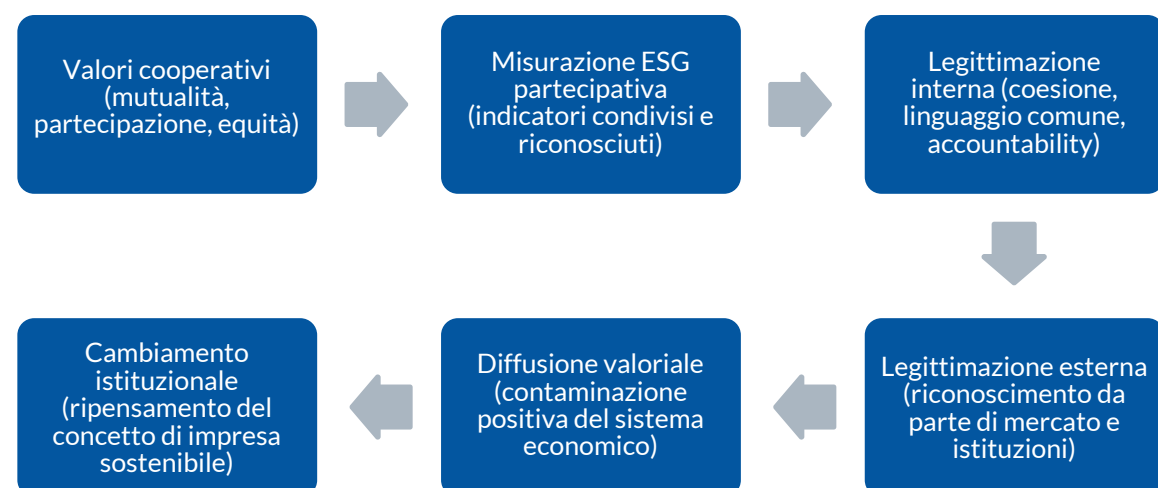 Valori cooperativi
(mutualità,
partecipazione, equità)
Misurazione ESG
partecipativa
(indicatori condivisi e
riconosciuti)
Legittimazione
interna (coesione,
linguaggio comune,
accountability)
Legittimazione esterna
(riconoscimento da
parte di mercato e
istituzioni)
Diffusione valoriale
(contaminazione
positiva del sistema
economico)
Cambiamento
istituzionale
(ripensamento del
concetto di impresa
sostenibile)